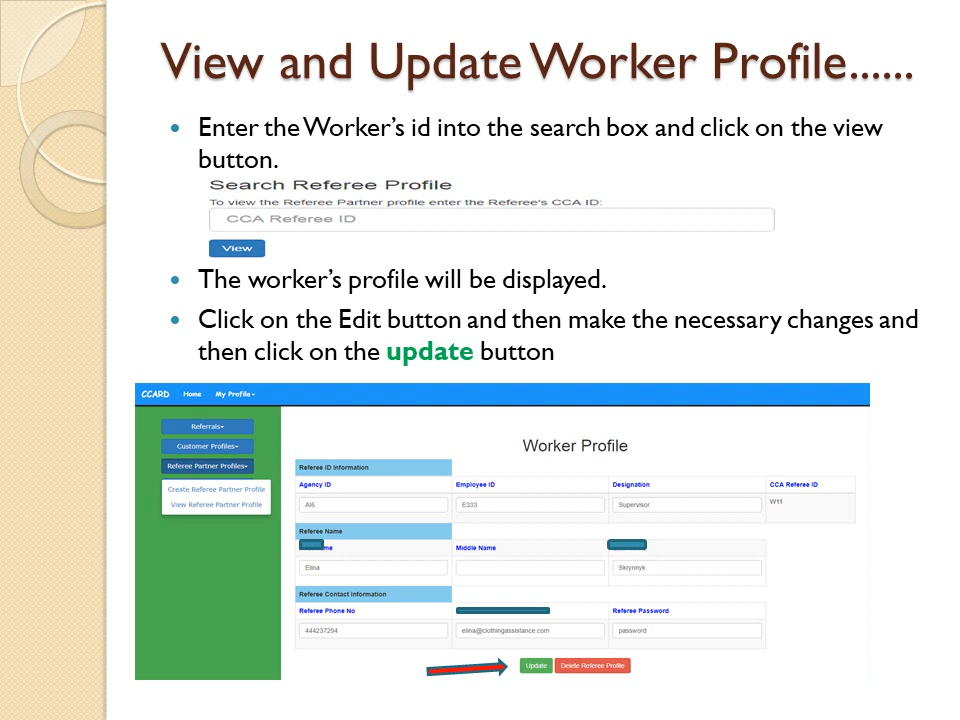 View and Update Worker Profile......
Enter the Worker's id into the search box and click on the view
button.
Search Referee Profile
To view the Referee Partner profile enter the Referee's CCA ID:
CCA Referee ID
View
The worker's profile will be displayed.
Click on the Edit button and then make the necessary changes and
then click on the update button
CCARD Home My Profile
Referrals
Customer Profiles
Referee Partner Profiles
Create Referee Partner Profile
View Referee Partner Profile
Worker Profile
Referee ID Information
Agency ID Employee ID Designation CCA Referee ID
AI6 E333 Supervisor W11
Referee Name
Middle Name
Elina Skrynnyk
Referee Contact Information
Referee Phone No Referee Password
444237294 elina@clothingassistance.com password
Update Delete Referee Profile